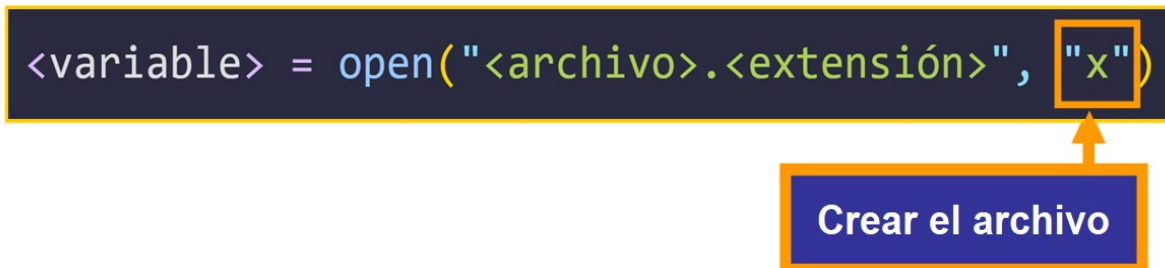 <variable> = open("<archivo>.<extensión>", "x")
Crear el archivo